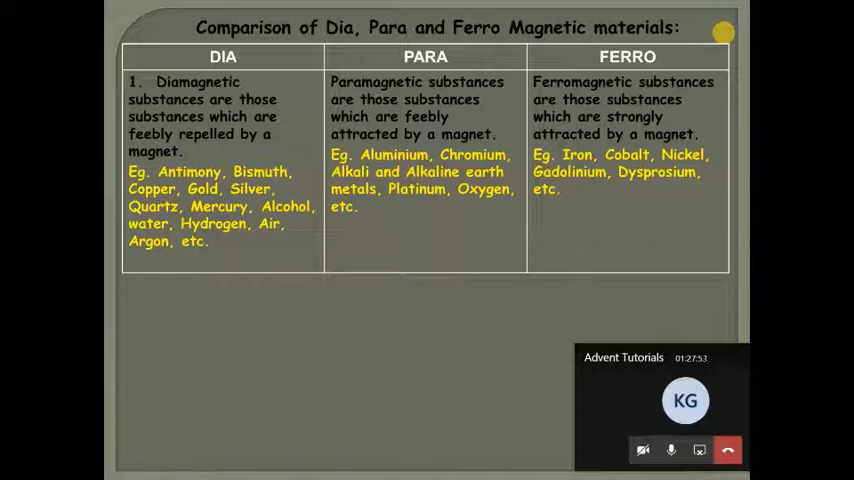 Comparison of Dia, Para and Ferro Magnetic materials:
DIA
PARA
FERRO
1. Diamagnetic
substances are those
substances which are
feebly repelled by a
magnet.
Eg. Antimony, Bismuth,
Copper, Gold, Silver,
Quartz, Mercury, Alcohol,
water, Hydrogen, Air,
Argon, etc.
Paramagnetic substances
are those substances
which are feebly
attracted by a magnet.
Eg. Aluminium, Chromium,
Alkali and Alkaline earth
metals, Platinum, Oxygen,
etc.
Ferromagnetic substances
are those substances
which are strongly
attracted by a magnet.
Eg. Iron, Cobalt, Nickel,
Gadolinium, Dysprosium,
etc.
Advent Tutorials 01:27:53
KG